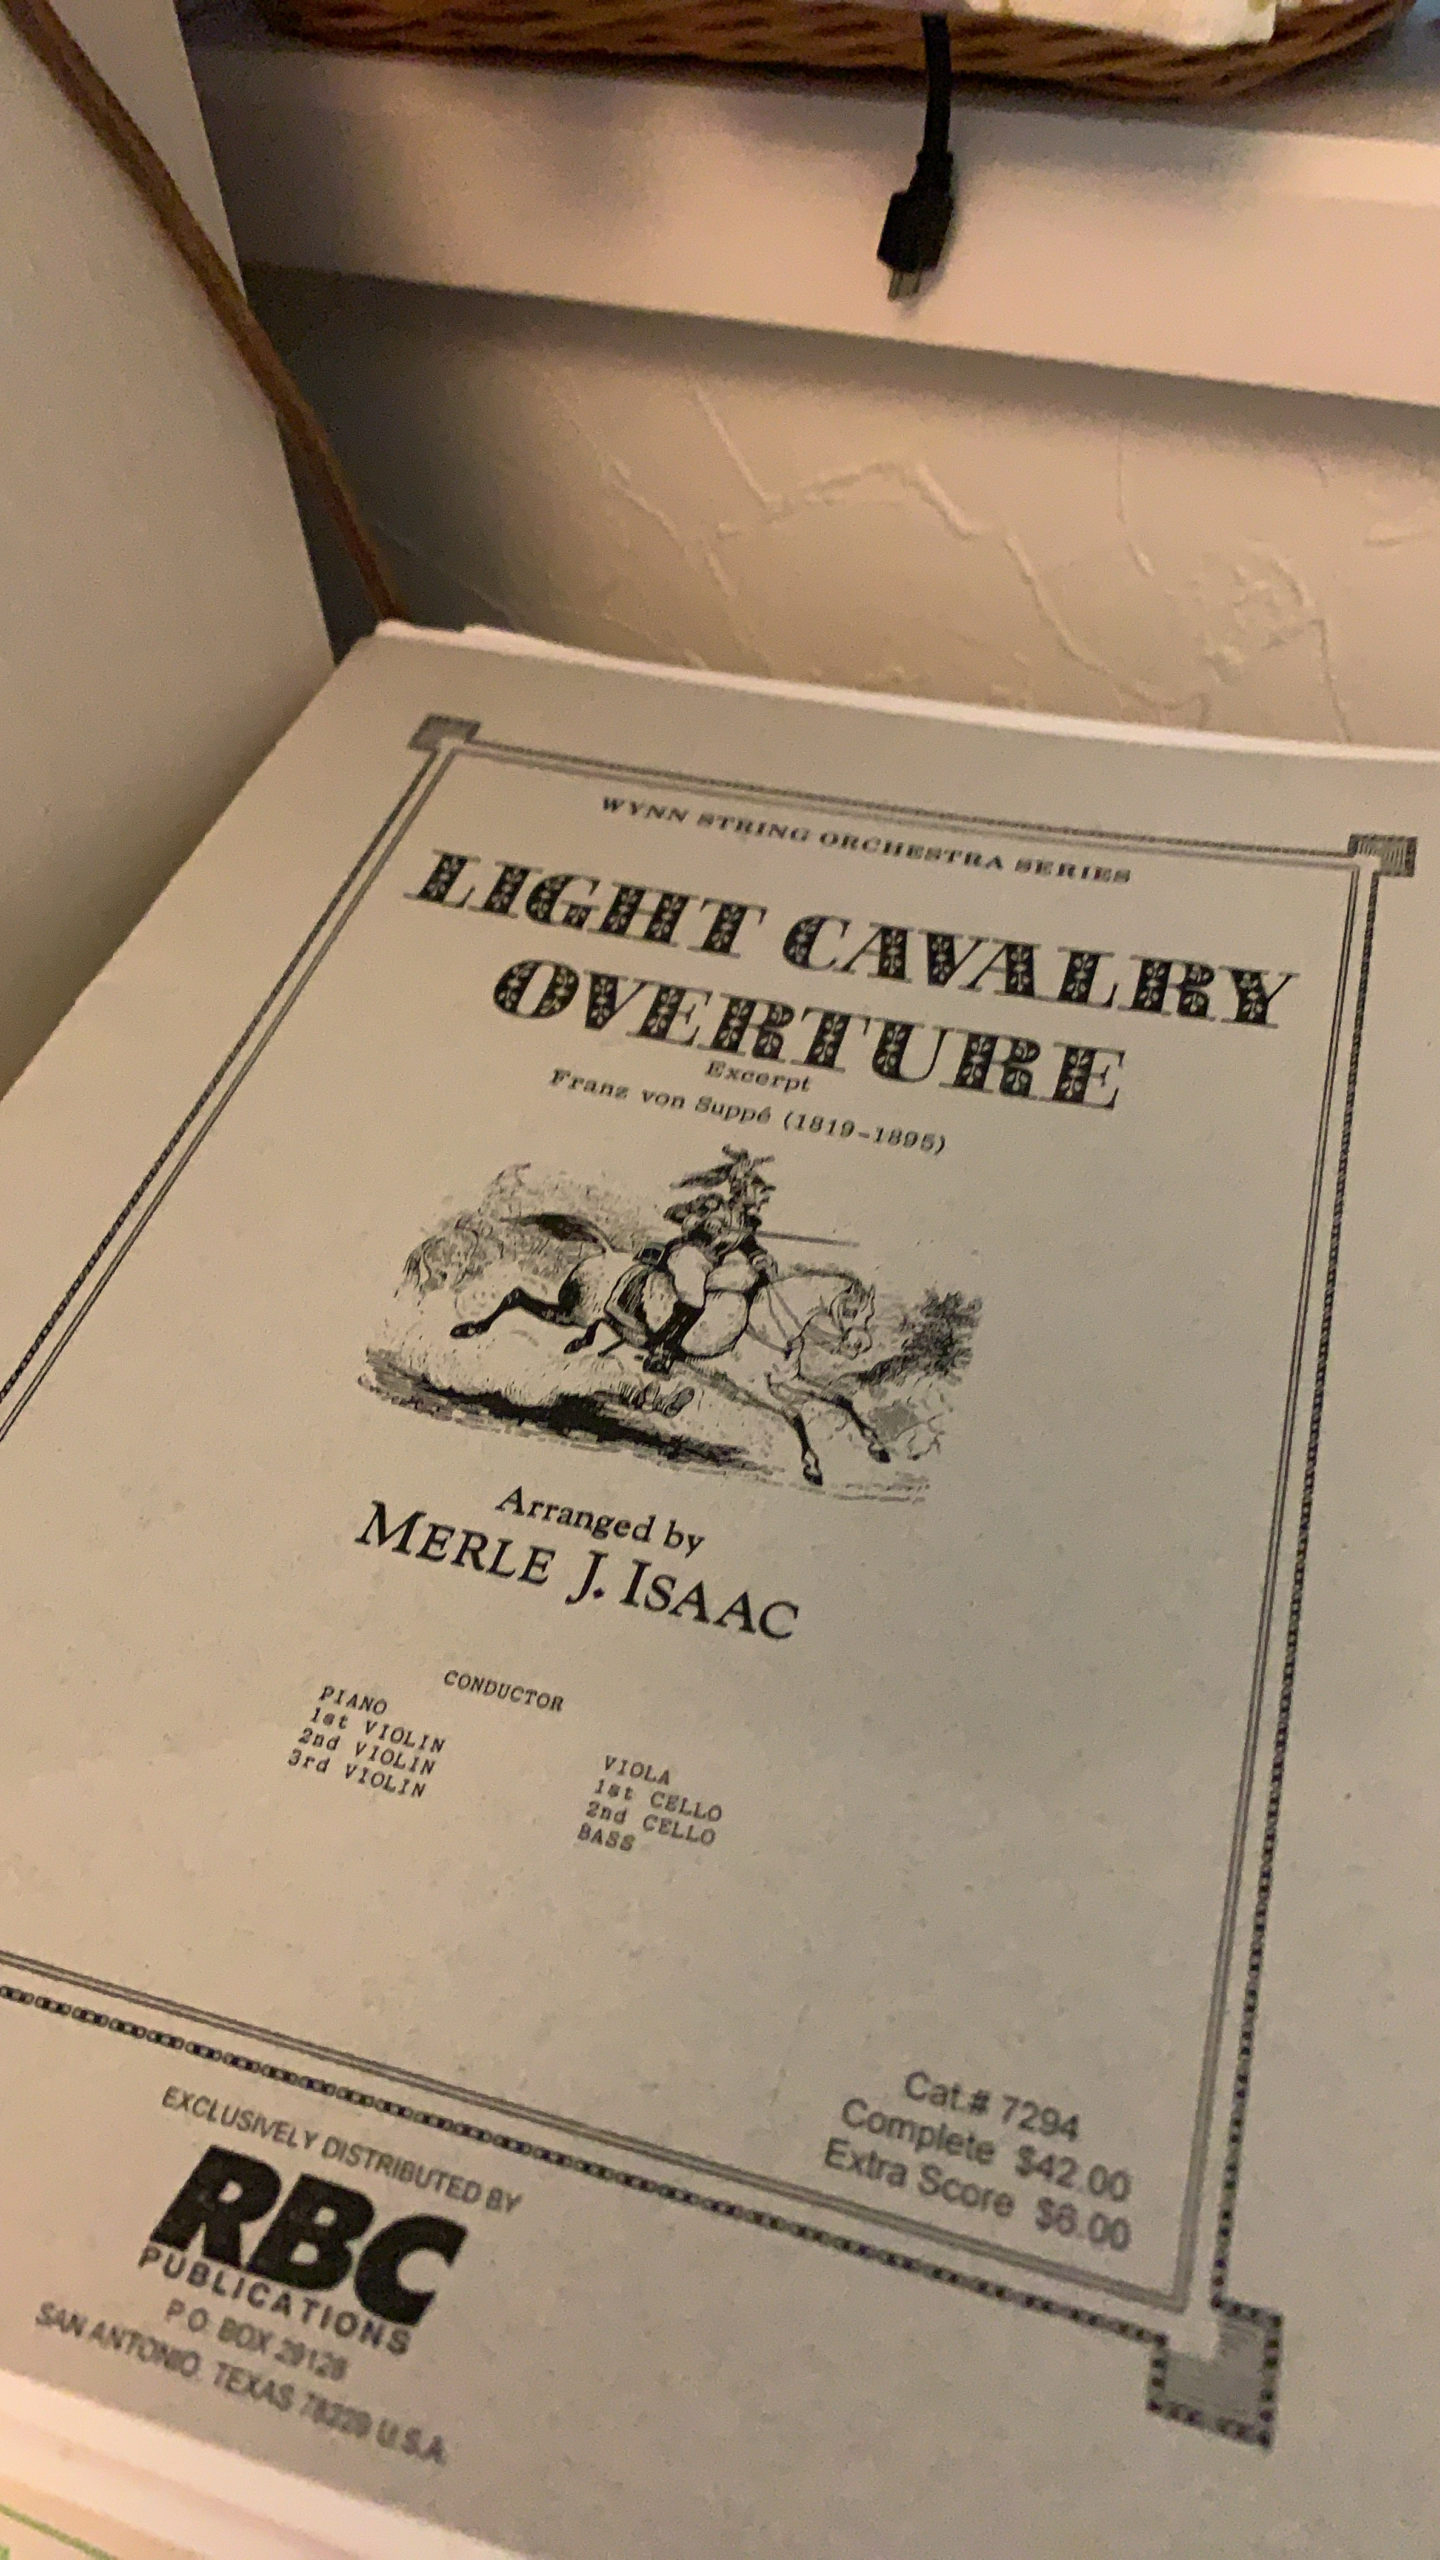 WYNN STRING ORCHESTRA SERIES
LIGHT CAVALRY
OVERTURE
Excerpt
Franz von Suppé (1819-1895)
Arranged by
MERLE J. ISAAC
CONDUCTOR
PIANO
1st VIOLIN
2nd VIOLIN
3rd VIOLIN
VIOLA
1st CELLO
2nd CELLO
BASS
Cat.# 7294
Complete $42.00
Extra Score $6.00
EXCLUSIVELY DISTRIBUTED BY
RBC
PUBLICATIONS
P.O. BOX 29128
SAN ANTONIO, TEXAS 78229 U.S.A.